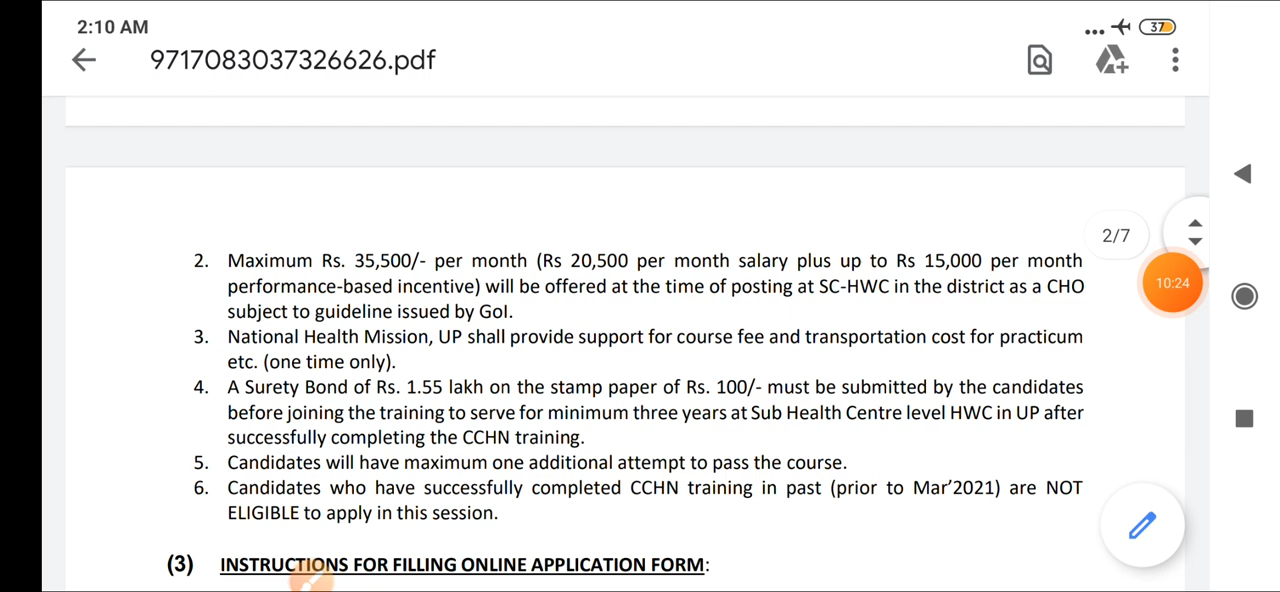 2:10 AM
37
9717083037326626.pdf
2/7
10:24
2. Maximum Rs. 35,500/- per month (Rs 20,500 per month salary plus up to Rs 15,000 per month
performance-based incentive) will be offered at the time of posting at SC-HWC in the district as a CHO
subject to guideline issued by GoI.
3. National Health Mission, UP shall provide support for course fee and transportation cost for practicum
etc. (one time only).
4. A Surety Bond of Rs. 1.55 lakh on the stamp paper of Rs. 100/- must be submitted by the candidates
before joining the training to serve for minimum three years at Sub Health Centre level HWC in UP after
successfully completing the CCHN training.
5. Candidates will have maximum one additional attempt to pass the course.
6. Candidates who have successfully completed CCHN training in past (prior to Mar'2021) are NOT
ELIGIBLE to apply in this session.
(3) INSTRUCTIONS FOR FILLING ONLINE APPLICATION FORM: